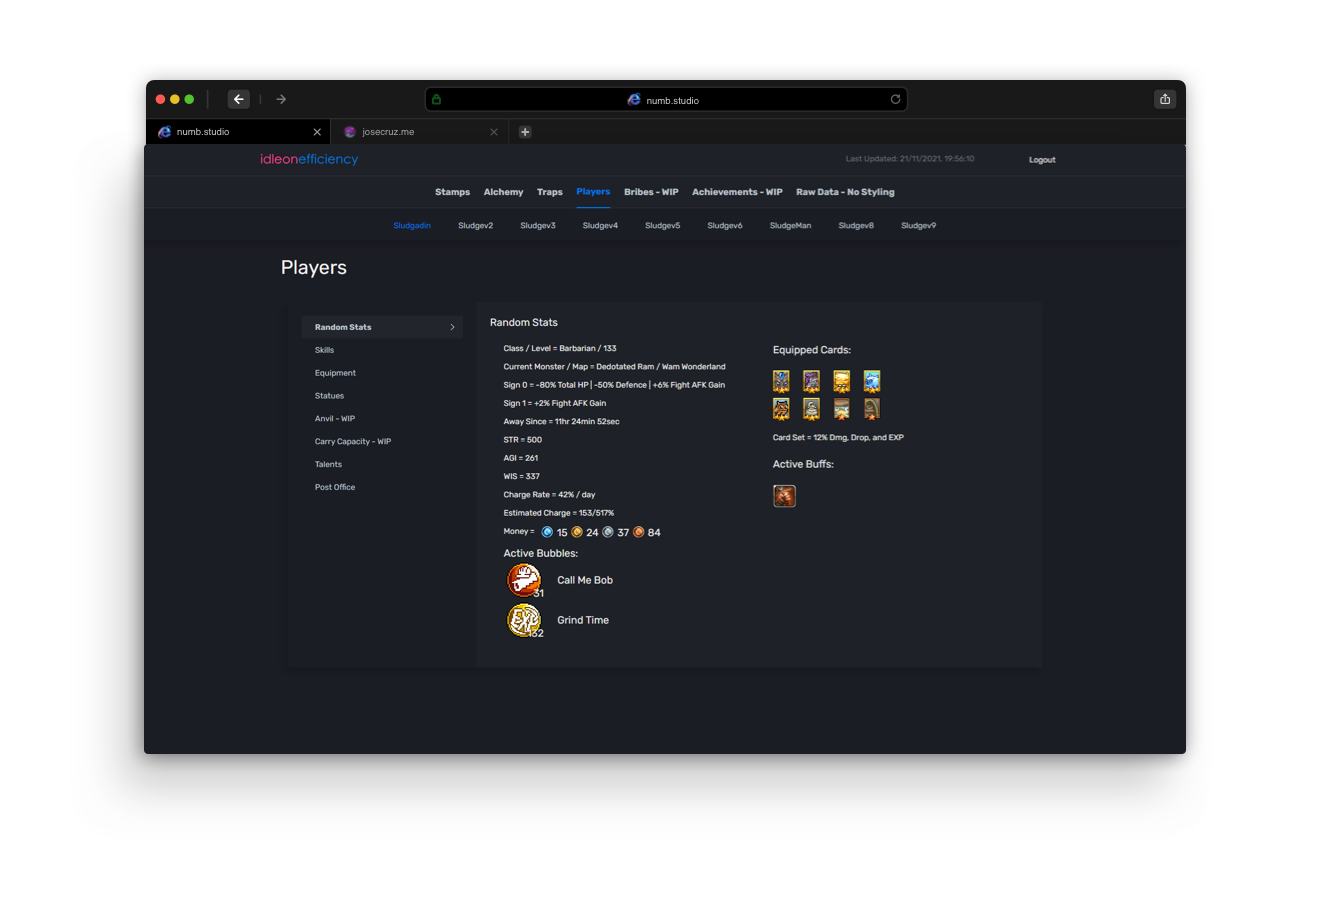 numb.studio
numb.studio
josecruz.me
idleonefficiency
Last Updated: 21/11/2021, 19:56:10
Logout
Stamps Alchemy Traps Players Bribes - WIP Achievements - WIP Raw Data - No Styling
Sludgadin Sludgev2 Sludgev3 Sludgev4 Sludgev5 Sludgev6 SludgeMan Sludgev8 Sludgev9
Players
Random Stats
Skills
Equipment
Statues
Anvil - WIP
Carry Capacity - WIP
Talents
Post Office
Random Stats
Class / Level = Barbarian / 133
Current Monster / Map = Dedotated Ram / Wam Wonderland
Sign 0 = -80% Total HP | -50% Defence | +6% Fight AFK Gain
Sign 1 = +2% Fight AFK Gain
Away Since = 11hr 24min 52sec
STR = 500
AGI = 261
WIS = 337
Charge Rate = 42% / day
Estimated Charge = 153/517%
Money = 15 24 37 84
Active Bubbles:
Call Me Bob
31
EXP
Grind Time
132
Equipped Cards:
Card Set = 12% Dmg, Drop, and EXP
Active Buffs: